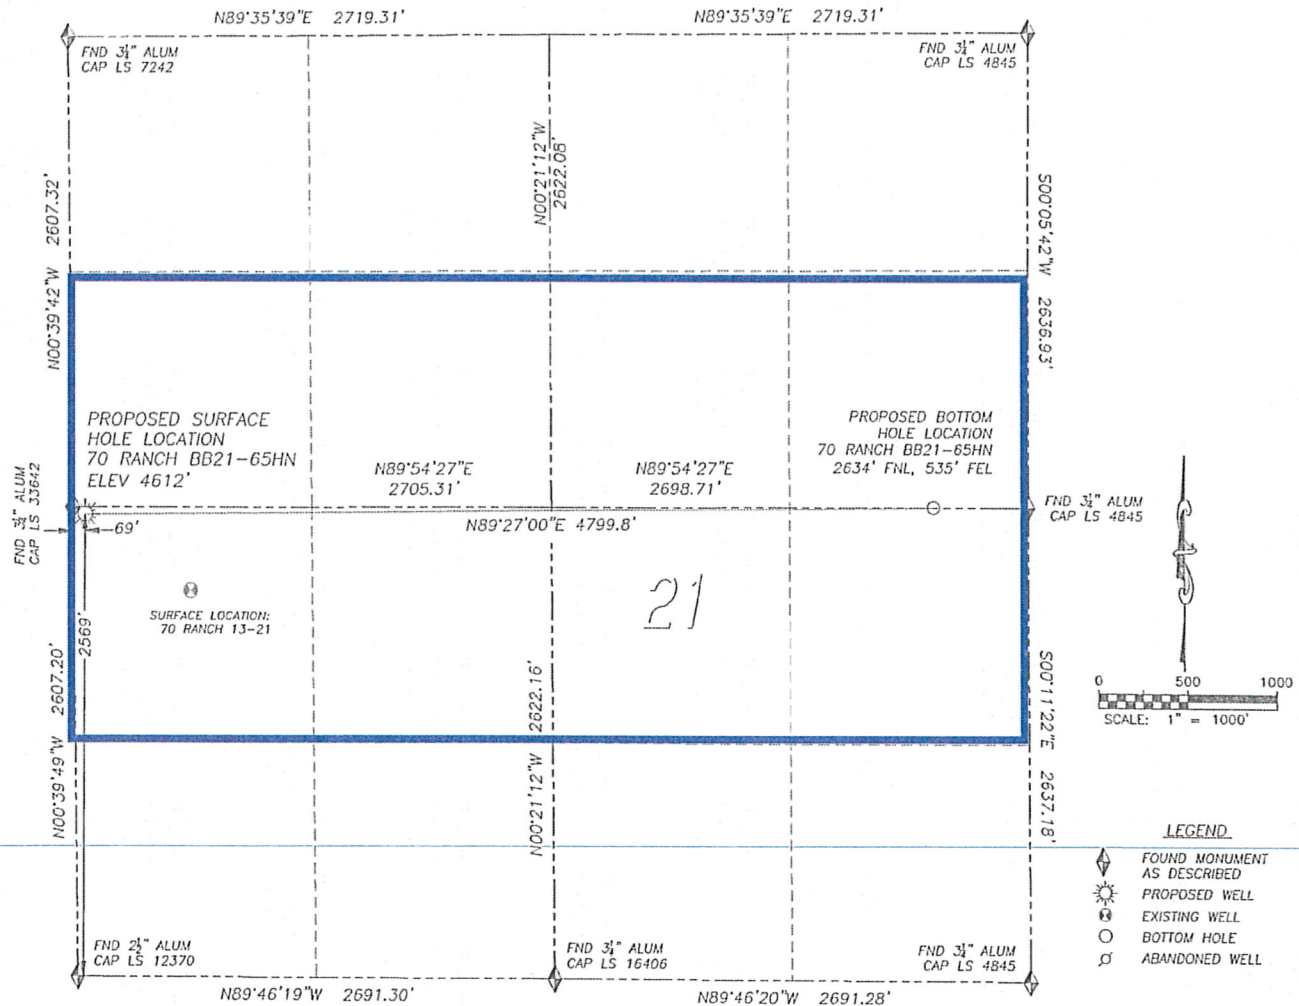 N89°35'39"E 2719.31'
N89°35'39"E 2719.31'
FND 3¼" ALUM
CAP LS 7242
FND 3¼" ALUM
CAP LS 4845
N00°21'12"W
2622.08'
N00°39'42"W 2607.32'
S00°05'42"W 2636.93'
PROPOSED SURFACE
HOLE LOCATION
70 RANCH BB21-65HN
ELEV 4612'
PROPOSED BOTTOM
HOLE LOCATION
70 RANCH BB21-65HN
2634' FNL, 535' FEL
N89°54'27"E
2705.31'
N89°54'27"E
2698.71'
FND 3¼" ALUM
CAP LS 33642
FND 3¼" ALUM
CAP LS 4845
69'
N89°27'00"E 4799.8'
21
SURFACE LOCATION:
70 RANCH 13-21
2569'
N00°39'49"W 2607.20'
N00°21'12"W 2622.16'
S00°11'22"E 2637.18'
0 500 1000
SCALE: 1" = 1000'
LEGEND
FOUND MONUMENT
AS DESCRIBED
PROPOSED WELL
EXISTING WELL
BOTTOM HOLE
ABANDONED WELL
FND 2½" ALUM
CAP LS 12370
FND 3¼" ALUM
CAP LS 16406
FND 3¼" ALUM
CAP LS 4845
N89°46'19"W 2691.30'
N89°46'20"W 2691.28'